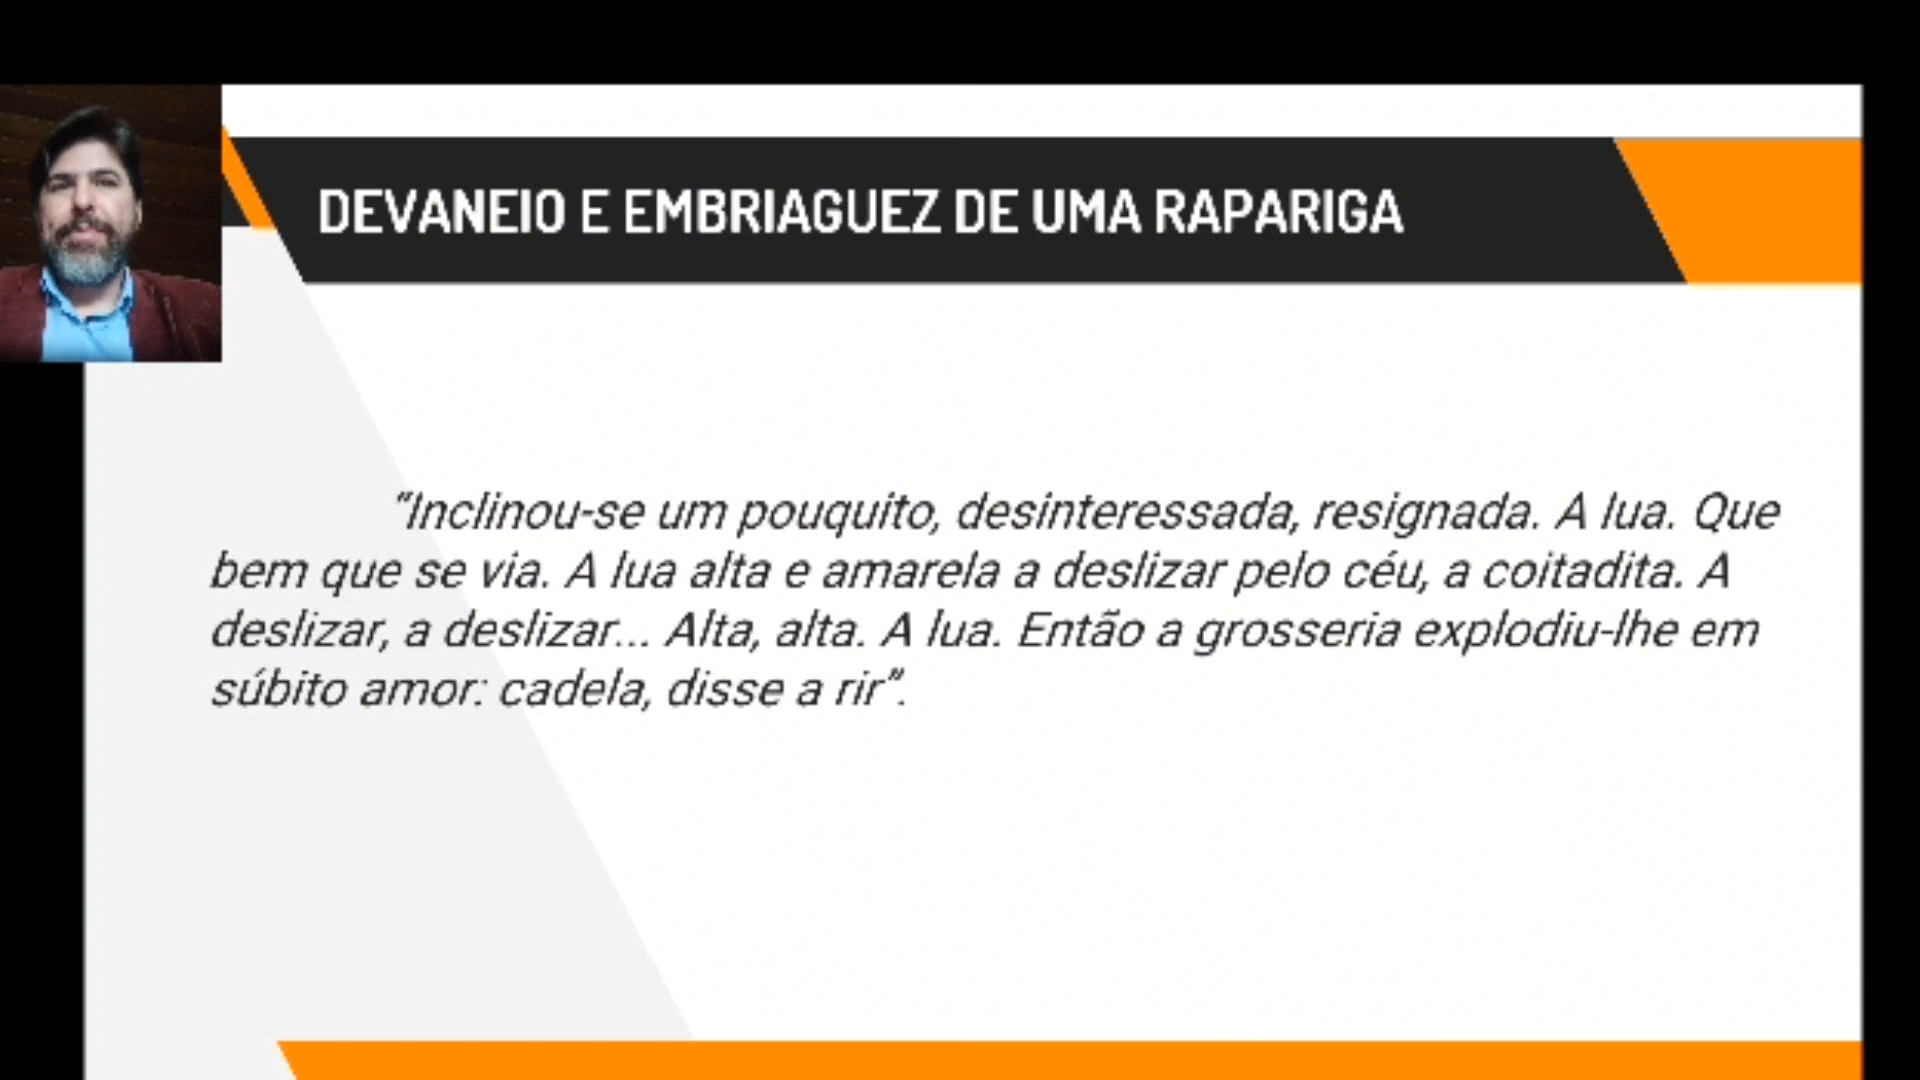 DEVANEIO E EMBRIAGUEZ DE UMA RAPARIGA
“Inclinou-se um pouquito, desinteressada, resignada. A lua. Que
bem que se via. A lua alta e amarela a deslizar pelo céu, a coitadita. A
deslizar, a deslizar... Alta, alta. A lua. Então a grosseria explodiu-lhe em
súbito amor: cadela, disse a rir”.